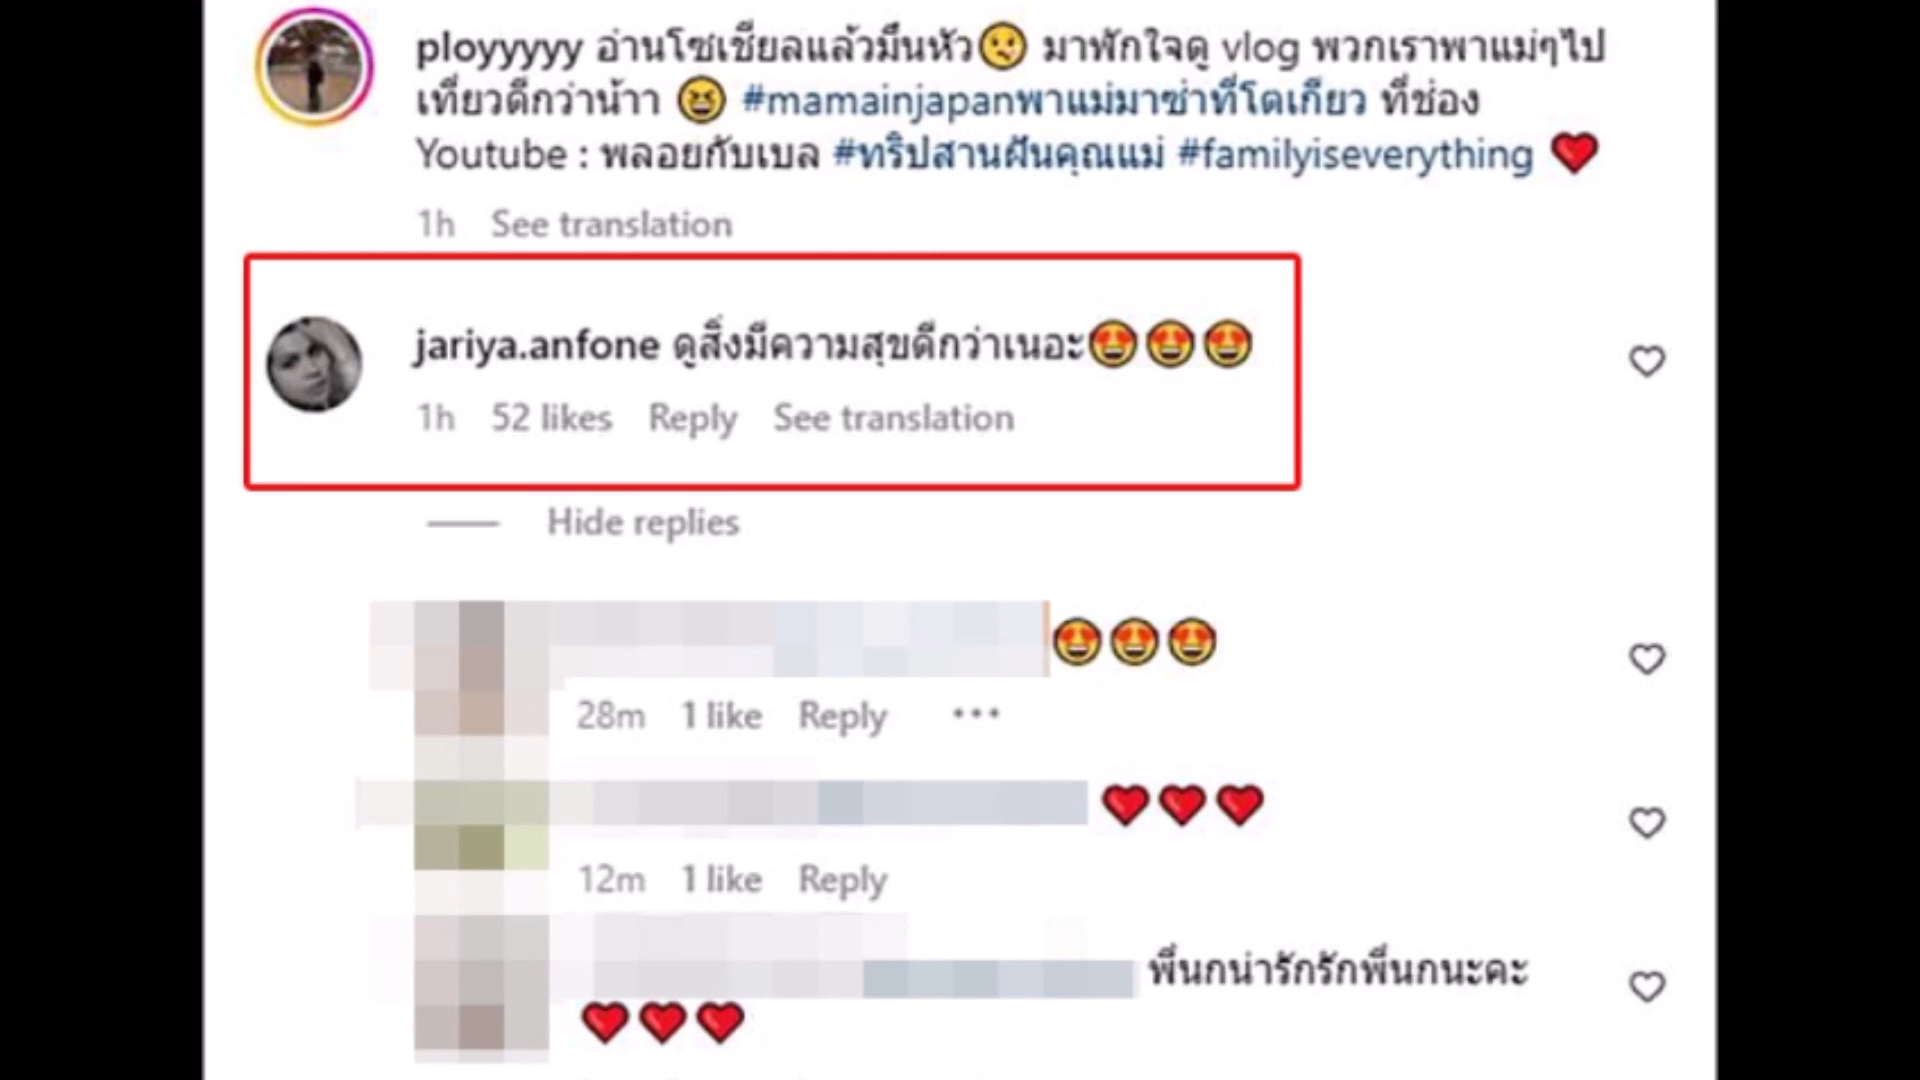 ployyyyy อ่านโซเชียลแล้วมึนหัว🤕 มาพักใจดู vlog พวกเราพาแม่ๆไป
เที่ยวดีกว่าน้าา 😆 #mamainjapanพาแม่มาซ่าที่โตเกียว ที่ช่อง
Youtube : พลอยกับเบล #ทริปสานฝันคุณแม่ #familyiseverything ❤️
1h See translation
jariya.anfone ดูสิ่งมีความสุขดีกว่าเนอะ😍😍😍
1h 52 likes Reply See translation
Hide replies
😍😍😍
28m 1 like Reply ...
❤️❤️❤️
12m 1 like Reply
พี่นกน่ารักรักพี่นกนะคะ
❤️❤️❤️